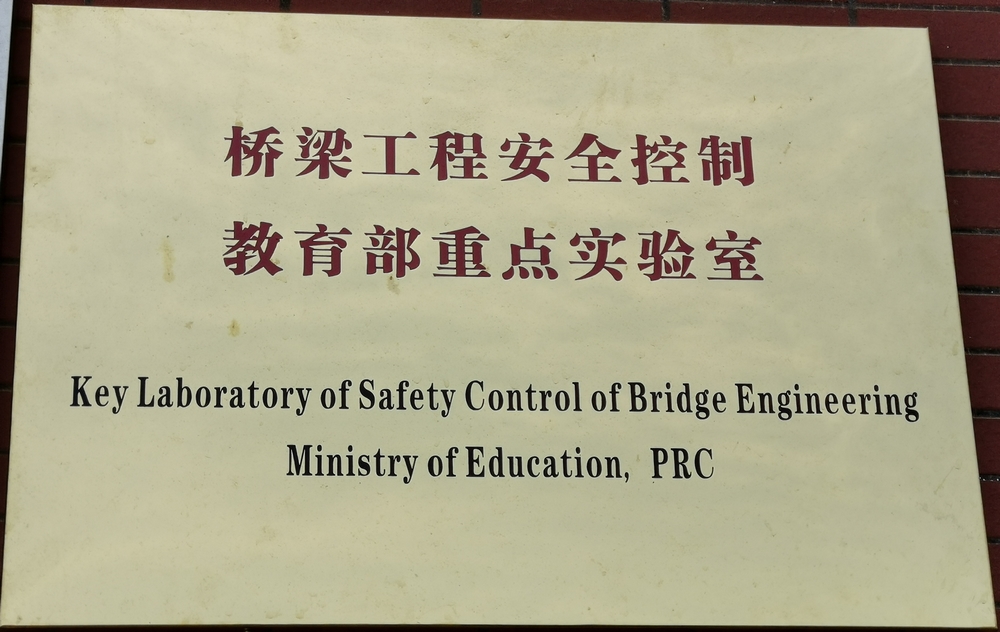 桥梁工程安全控制
教育部重点实验室
Key Laboratory of Safety Control of Bridge Engineering
Ministry of Education, PRC